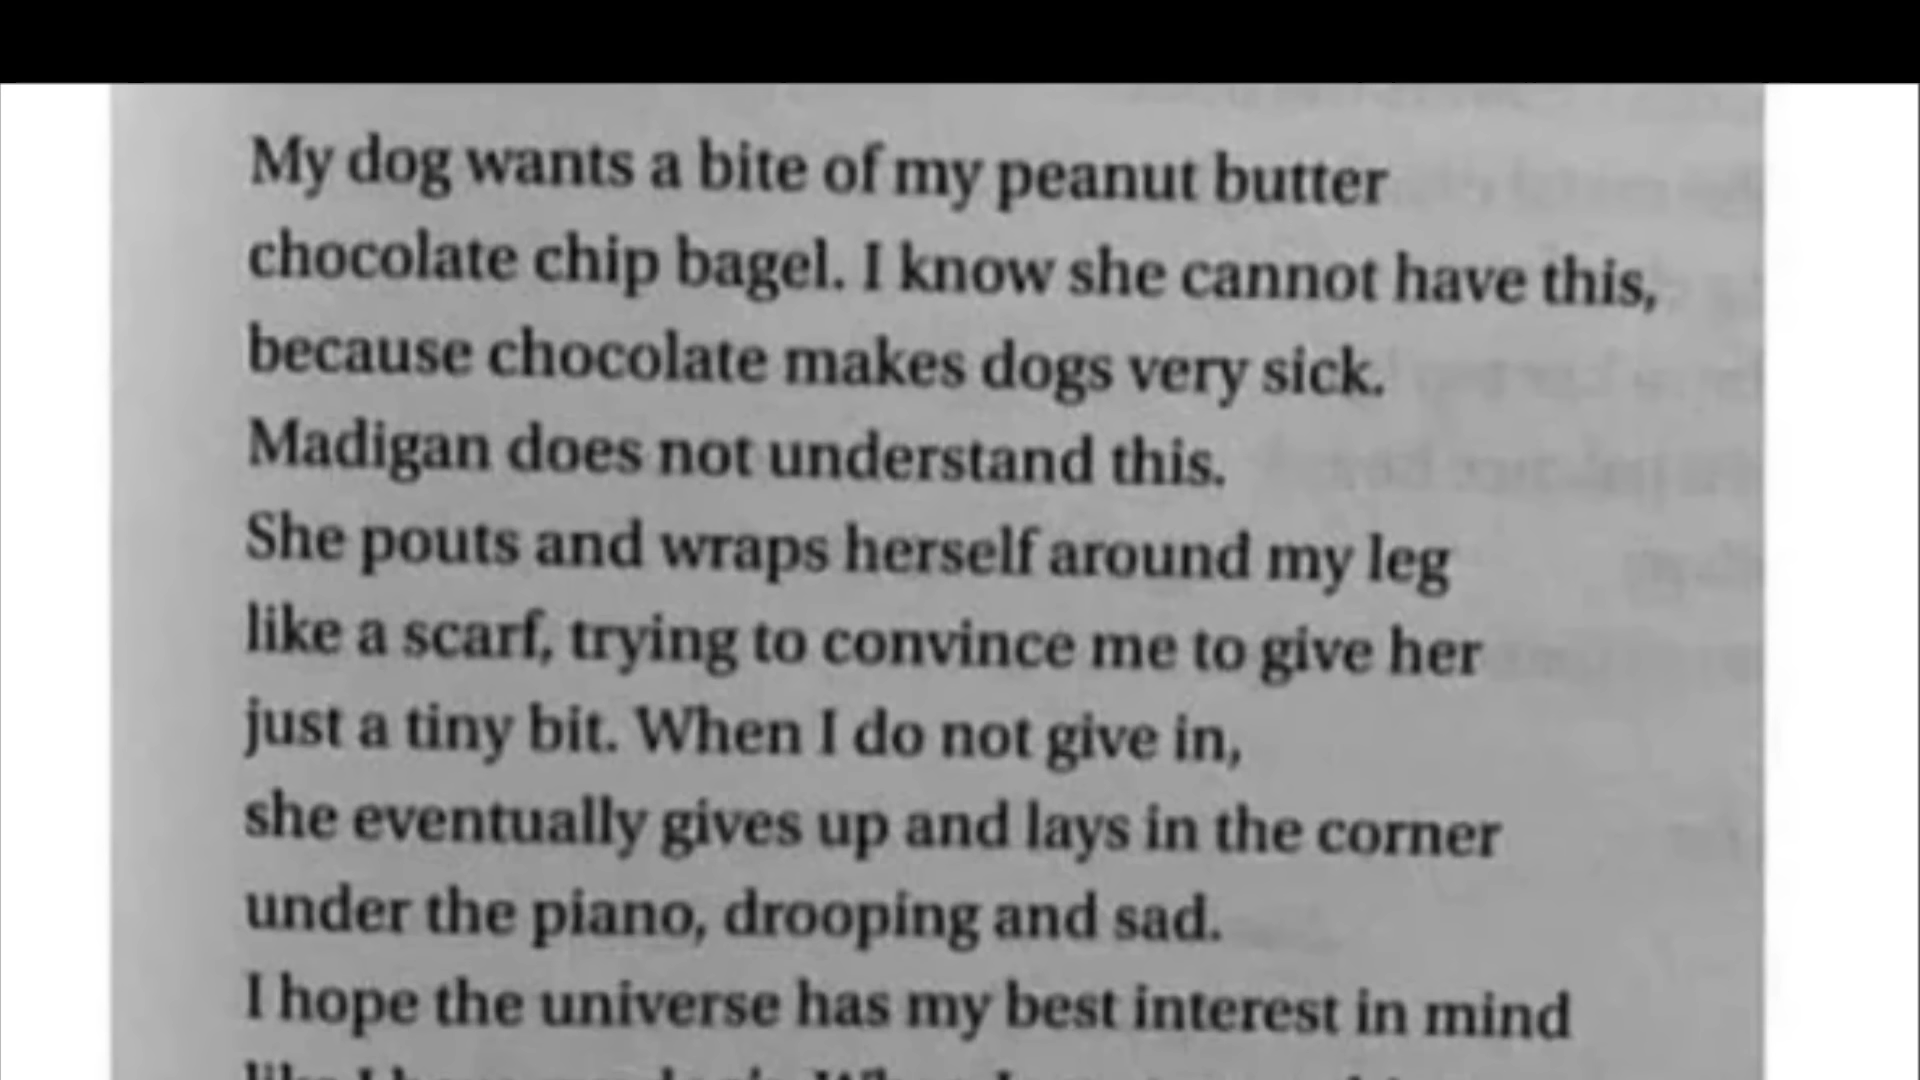 My dog wants a bite of my peanut butter
chocolate chip bagel. I know she cannot have this,
because chocolate makes dogs very sick.
Madigan does not understand this.
She pouts and wraps herself around my leg
like a scarf, trying to convince me to give her
just a tiny bit. When I do not give in,
she eventually gives up and lays in the corner
under the piano, drooping and sad.
I hope the universe has my best interest in mind